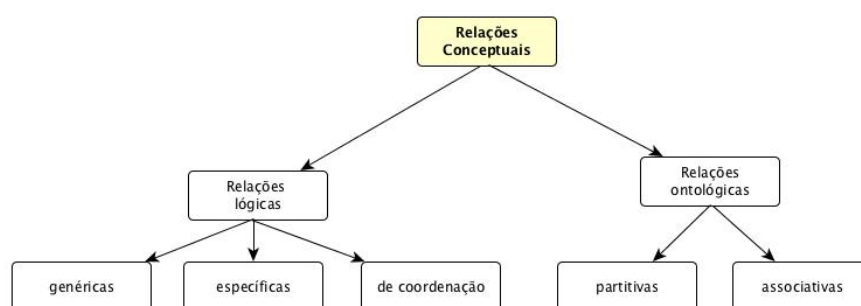 Relações
Conceptuais
Relações
lógicas
Relações
ontológicas
genéricas
específicas
de coordenação
partitivas
associativas